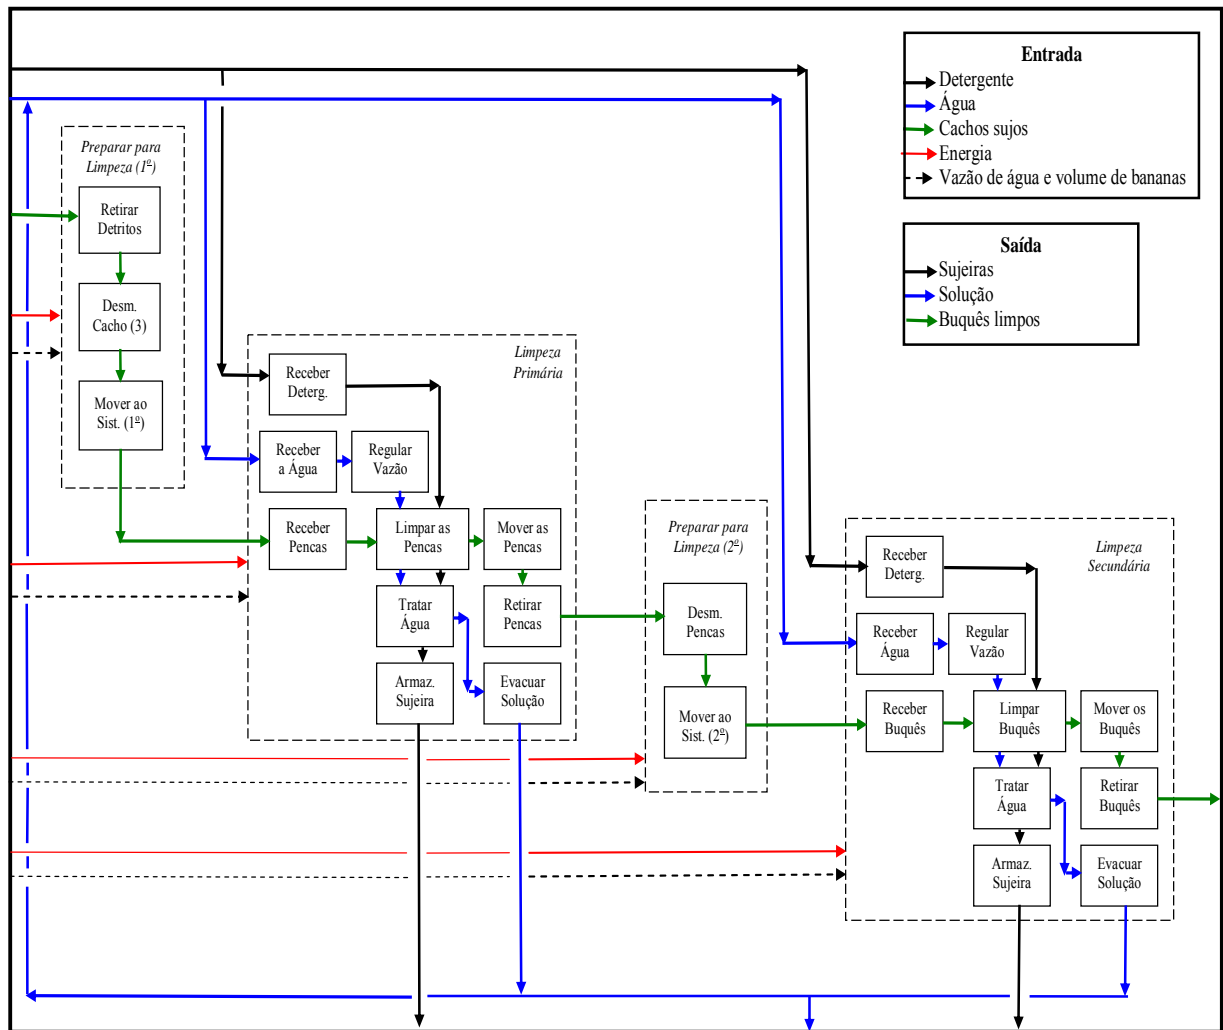 Entrada
Detergente
Água
Cachos sujos
Energia
Vazão de água e volume de bananas
Saída
Sujeiras
Solução
Buquês limpos
Preparar para
Limpeza (1º)
Retirar
Detritos
Desm.
Cacho (3)
Mover ao
Sist. (1º)
Limpeza
Primária
Receber
Deterg.
Receber
a Água
Regular
Vazão
Receber
Pencas
Limpar as
Pencas
Mover as
Pencas
Tratar
Água
Retirar
Pencas
Armaz.
Sujeira
Evacuar
Solução
Preparar para
Limpeza (2º)
Desm.
Pencas
Mover ao
Sist. (2º)
Limpeza
Secundária
Receber
Deterg.
Receber
Água
Regular
Vazão
Receber
Buquês
Limpar
Buquês
Mover os
Buquês
Tratar
Água
Retirar
Buquês
Armaz.
Sujeira
Evacuar
Solução